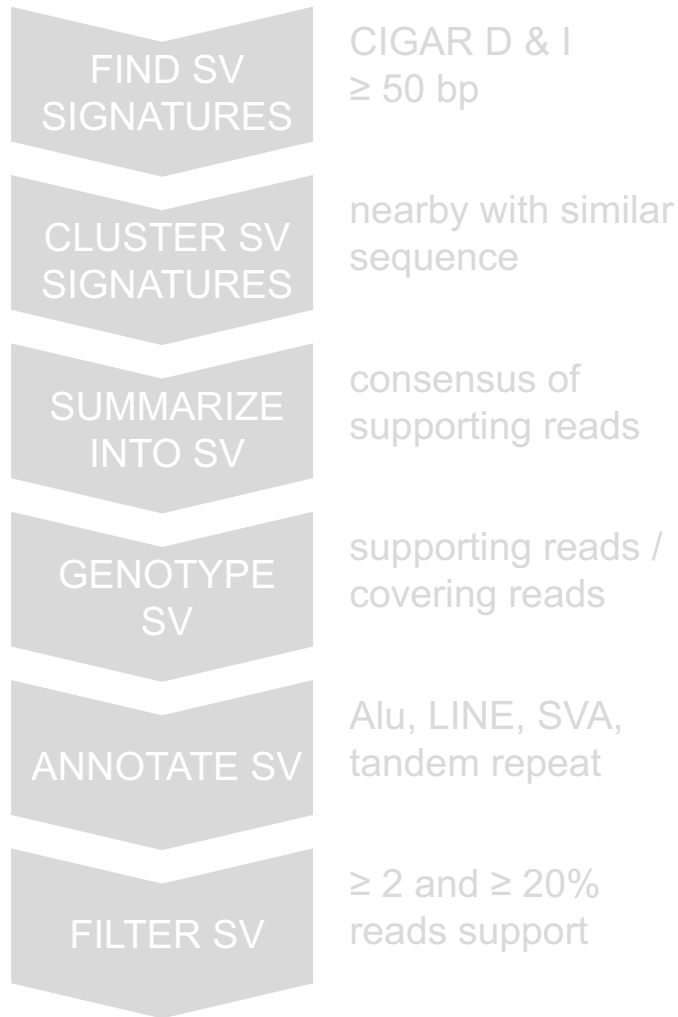 FIND SV
SIGNATURES
CIGAR D & I
≥ 50 bp
CLUSTER SV
SIGNATURES
nearby with similar
sequence
SUMMARIZE
INTO SV
consensus of
supporting reads
GENOTYPE
SV
supporting reads /
covering reads
ANNOTATE SV
Alu, LINE, SVA,
tandem repeat
FILTER SV
≥ 2 and ≥ 20%
reads support